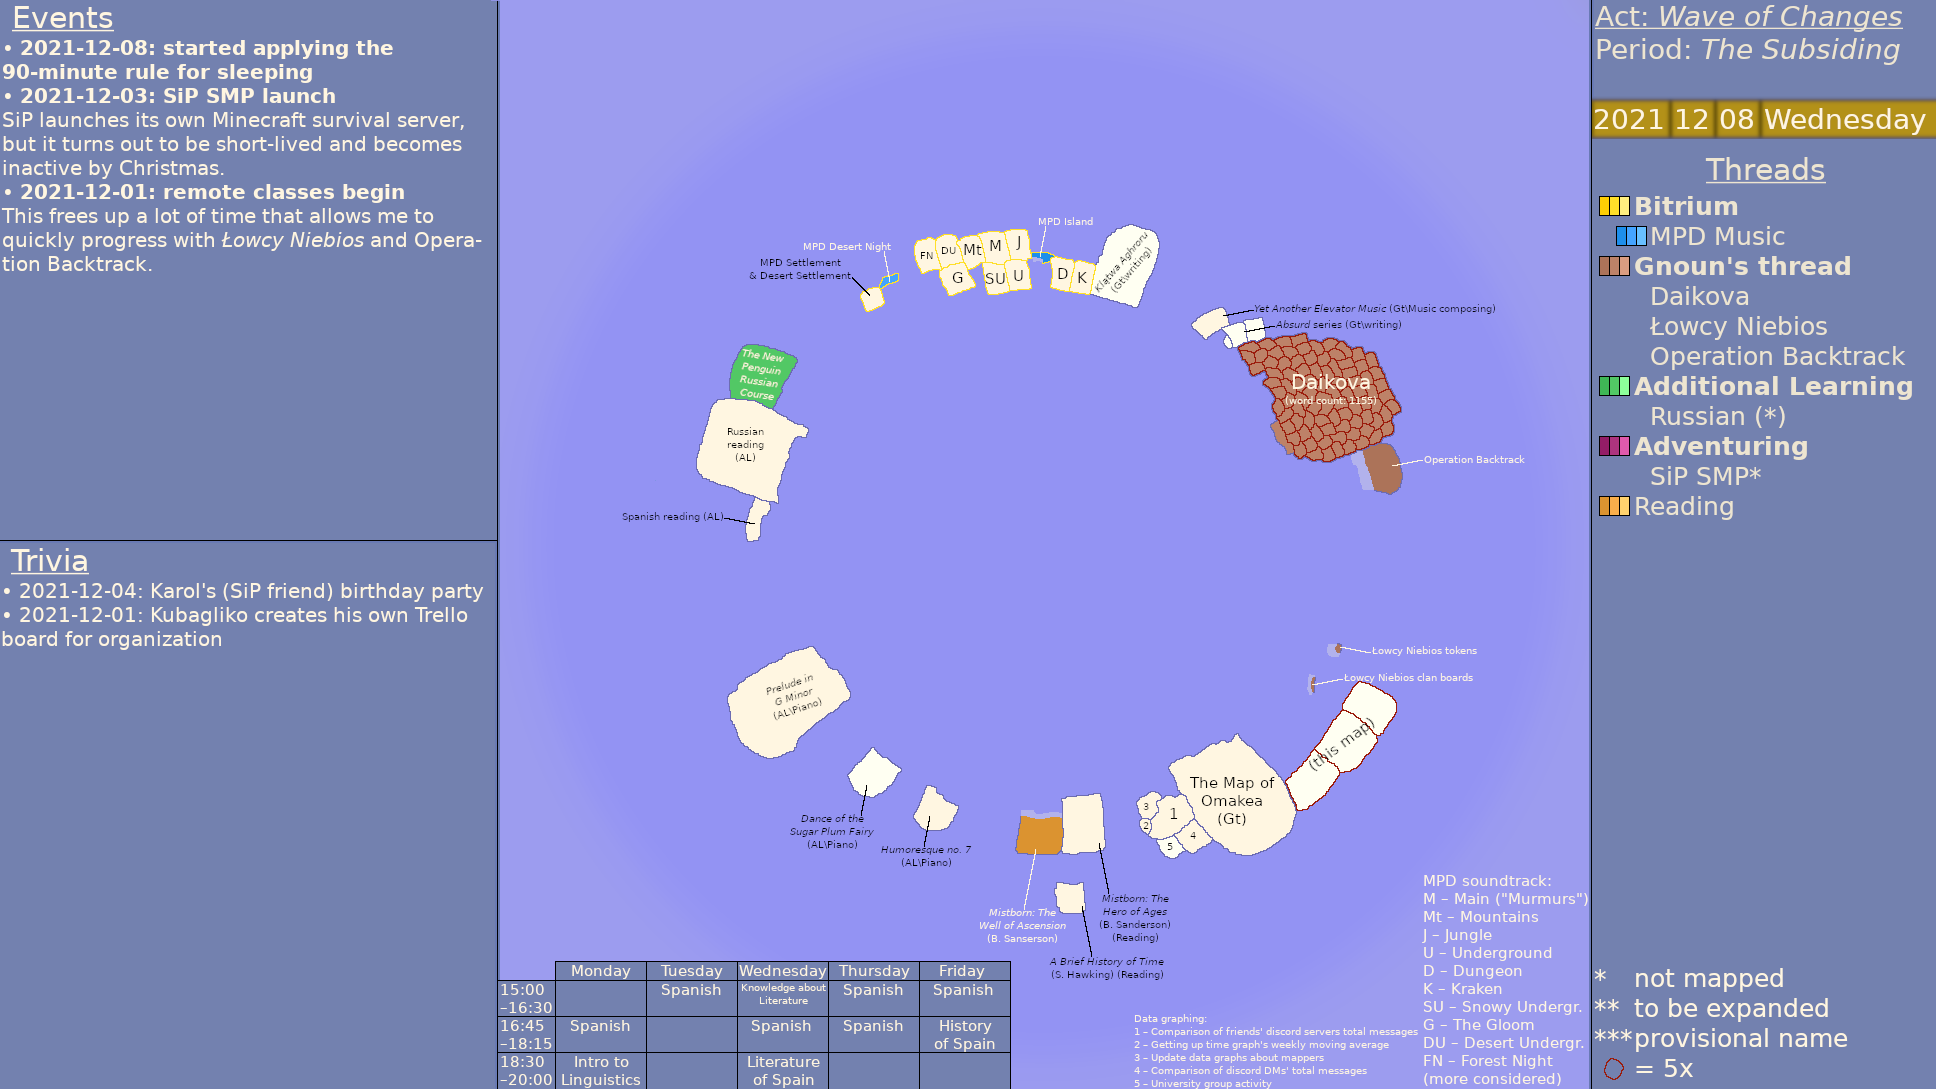 Events
• 2021-12-08: started applying the
90-minute rule for sleeping
• 2021-12-03: SiP SMP launch
SiP launches its own Minecraft survival server,
but it turns out to be short-lived and becomes
inactive by Christmas.
• 2021-12-01: remote classes begin
This frees up a lot of time that allows me to
quickly progress with Łowcy Niebios and Opera-
tion Backtrack.
Trivia
• 2021-12-04: Karol's (SiP friend) birthday party
• 2021-12-01: Kubagliko creates his own Trello
board for organization
MPD Island
MPD Desert Night
MPD Settlement
& Desert Settlement
FN
DU
Mt
M
J
G
SU
U
D
K
Klątwa Aghroru
(Gt\writing)
Yet Another Elevator Music (Gt\Music composing)
Absurd series (Gt\writing)
The New
Penguin
Russian
Course
Daikova
(word count: 1155)
Russian
reading
(AL)
Operation Backtrack
Spanish reading (AL)
Łowcy Niebios tokens
Łowcy Niebios clan boards
Prelude in
G Minor
(AL\Piano)
(this map)
The Map of
Omakea
(Gt)
3
1
2
4
5
Dance of the
Sugar Plum Fairy
(AL\Piano)
Humoresque no. 7
(AL\Piano)
Mistborn: The
Well of Ascension
(B. Sanserson)
Mistborn: The
Hero of Ages
(B. Sanderson)
(Reading)
A Brief History of Time
(S. Hawking) (Reading)
Monday Tuesday Wednesday Thursday Friday
15:00
–16:30
Spanish
Knowledge about
Literature
Spanish
Spanish
16:45
–18:15
Spanish
Spanish
Spanish
History
of Spain
18:30
–20:00
Intro to
Linguistics
Literature
of Spain
Data graphing:
1 – Comparison of friends' discord servers total messages
2 – Getting up time graph's weekly moving average
3 – Update data graphs about mappers
4 – Comparison of discord DMs' total messages
5 – University group activity
MPD soundtrack:
M – Main ("Murmurs")
Mt – Mountains
J – Jungle
U – Underground
D – Dungeon
K – Kraken
SU – Snowy Undergr.
G – The Gloom
DU – Desert Undergr.
FN – Forest Night
(more considered)
Act: Wave of Changes
Period: The Subsiding
2021 12 08 Wednesday
Threads
Bitrium
MPD Music
Gnoun's thread
Daikova
Łowcy Niebios
Operation Backtrack
Additional Learning
Russian (*)
Adventuring
SiP SMP*
Reading
* not mapped
** to be expanded
*** provisional name
= 5x